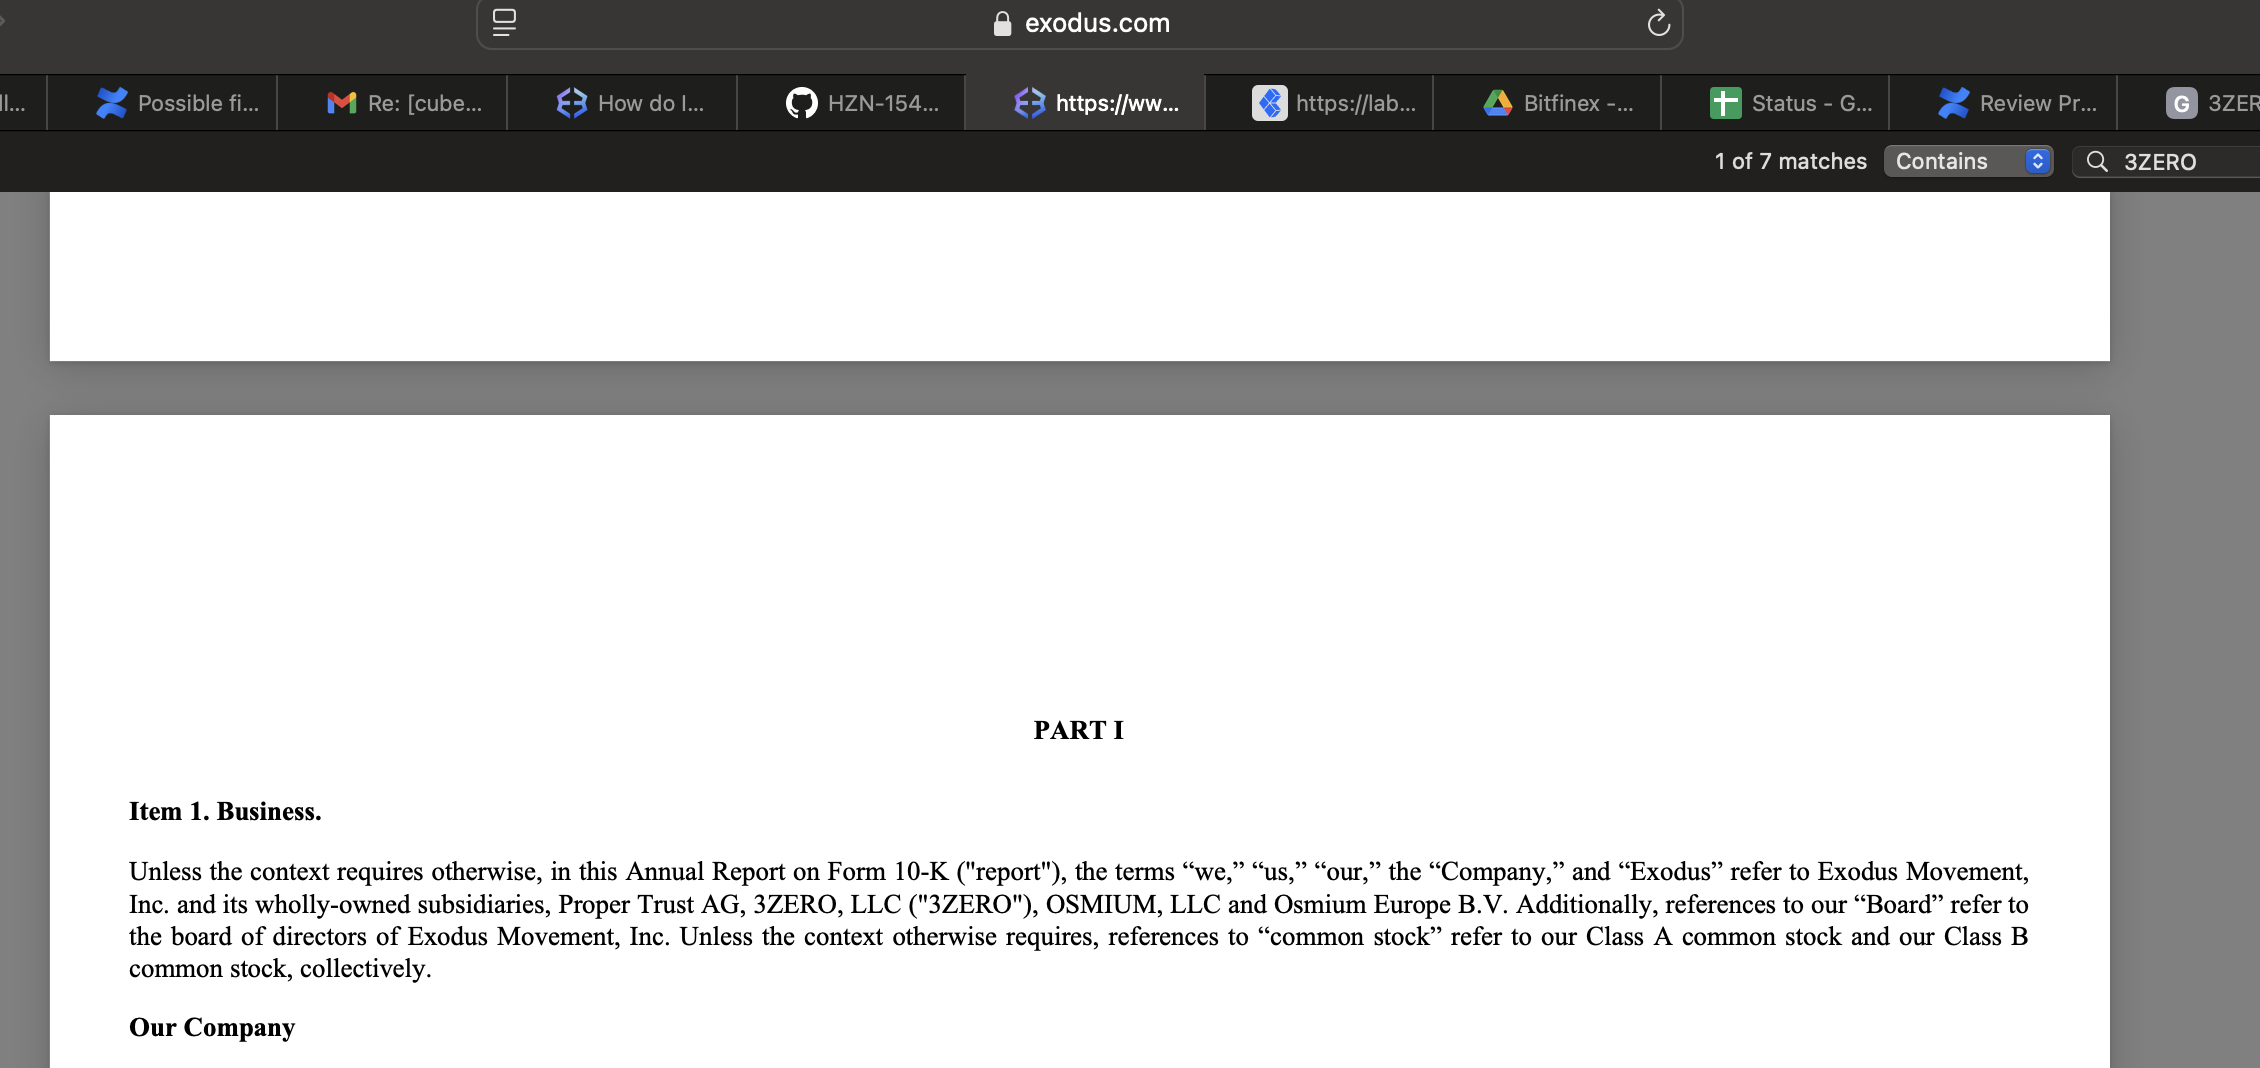 exodus.com
ll...
Possible fi...
Re: [cube...
How do I...
HZN-154...
https://ww...
https://lab...
Bitfinex -...
Status - G...
Review Pr...
G
3ZER
1 of 7 matches
Contains
3ZERO
PART I
Item 1. Business.
Unless the context requires otherwise, in this Annual Report on Form 10-K ("report"), the terms “we,” “us,” “our,” the “Company,” and “Exodus” refer to Exodus Movement,
Inc. and its wholly-owned subsidiaries, Proper Trust AG, 3ZERO, LLC ("3ZERO"), OSMIUM, LLC and Osmium Europe B.V. Additionally, references to our “Board” refer to
the board of directors of Exodus Movement, Inc. Unless the context otherwise requires, references to “common stock” refer to our Class A common stock and our Class B
common stock, collectively.
Our Company